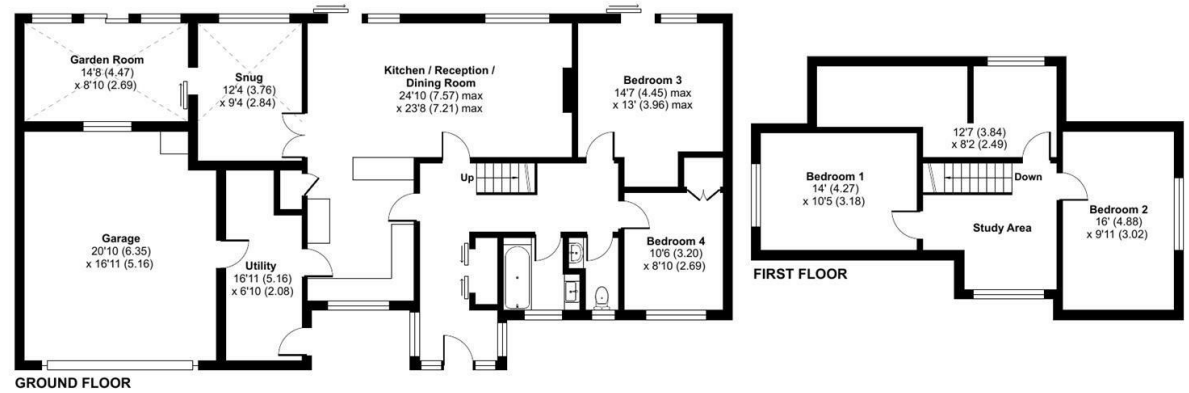 Garden Room
14'8 (4.47)
x 8'10 (2.69)
Snug
12'4 (3.76)
x 9'4 (2.84)
Kitchen / Reception /
Dining Room
24'10 (7.57) max
x 23'8 (7.21) max
Bedroom 3
14'7 (4.45) max
x 13' (3.96) max
Up
Garage
20'10 (6.35)
x 16'11 (5.16)
Utility
16'11 (5.16)
x 6'10 (2.08)
Bedroom 4
10'6 (3.20)
x 8'10 (2.69)
GROUND FLOOR
12'7 (3.84)
x 8'2 (2.49)
Bedroom 1
14' (4.27)
x 10'5 (3.18)
Down
Study Area
Bedroom 2
16' (4.88)
x 9'11 (3.02)
FIRST FLOOR